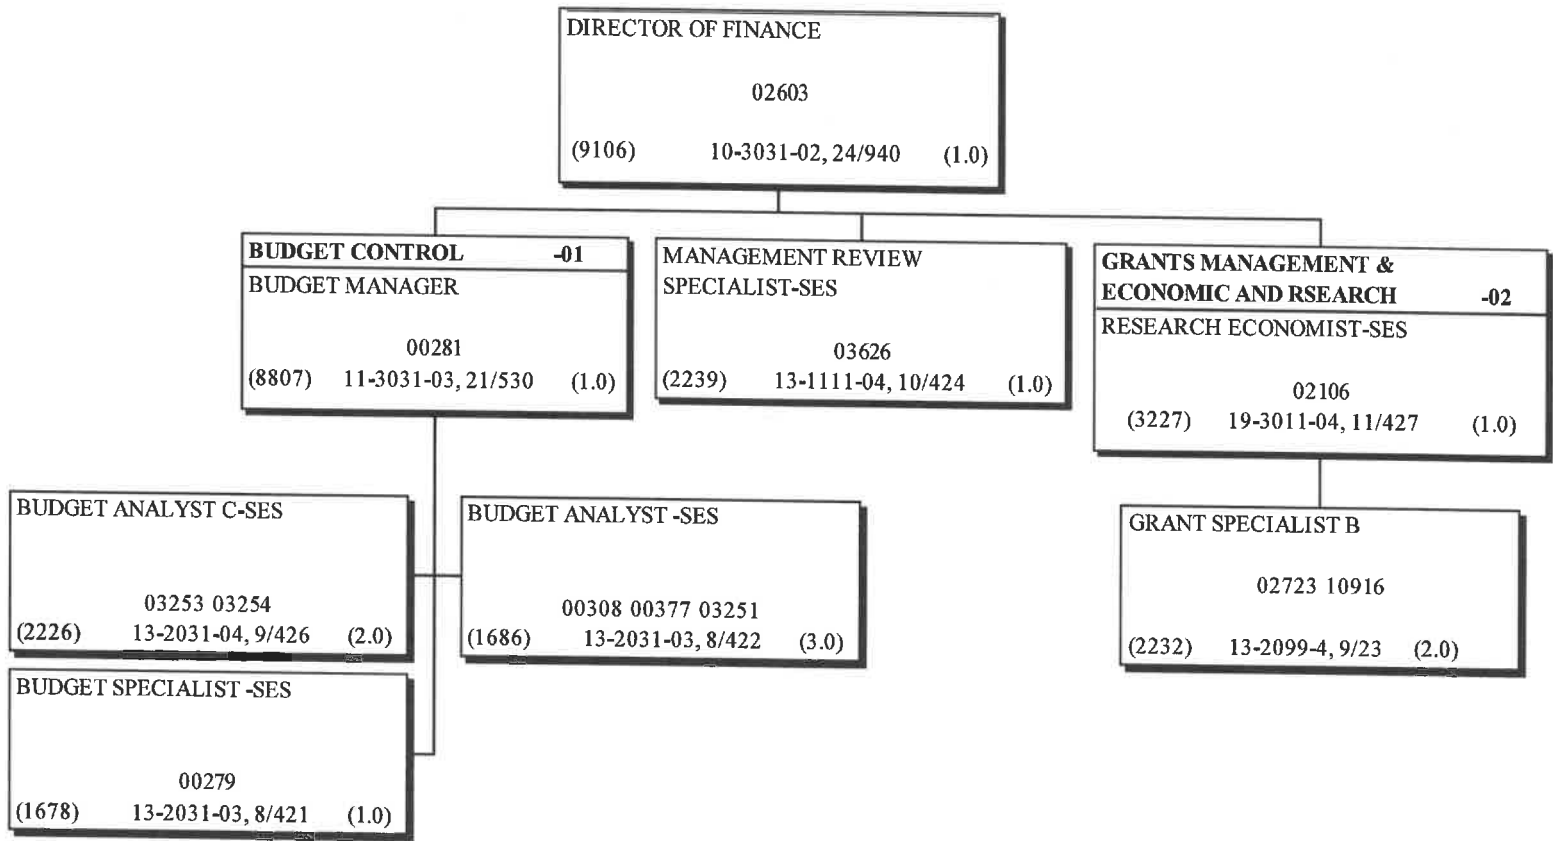 DIRECTOR OF FINANCE
02603
(9106) 10-3031-02, 24/940 (1.0)
BUDGET CONTROL -01
BUDGET MANAGER
00281
(8807) 11-3031-03, 21/530 (1.0)
MANAGEMENT REVIEW
SPECIALIST-SES
03626
(2239) 13-1111-04, 10/424 (1.0)
GRANTS MANAGEMENT &
ECONOMIC AND RSEARCH -02
RESEARCH ECONOMIST-SES
02106
(3227) 19-3011-04, 11/427 (1.0)
BUDGET ANALYST C-SES
03253 03254
(2226) 13-2031-04, 9/426 (2.0)
BUDGET ANALYST -SES
00308 00377 03251
(1686) 13-2031-03, 8/422 (3.0)
GRANT SPECIALIST B
02723 10916
(2232) 13-2099-4, 9/23 (2.0)
BUDGET SPECIALIST -SES
00279
(1678) 13-2031-03, 8/421 (1.0)